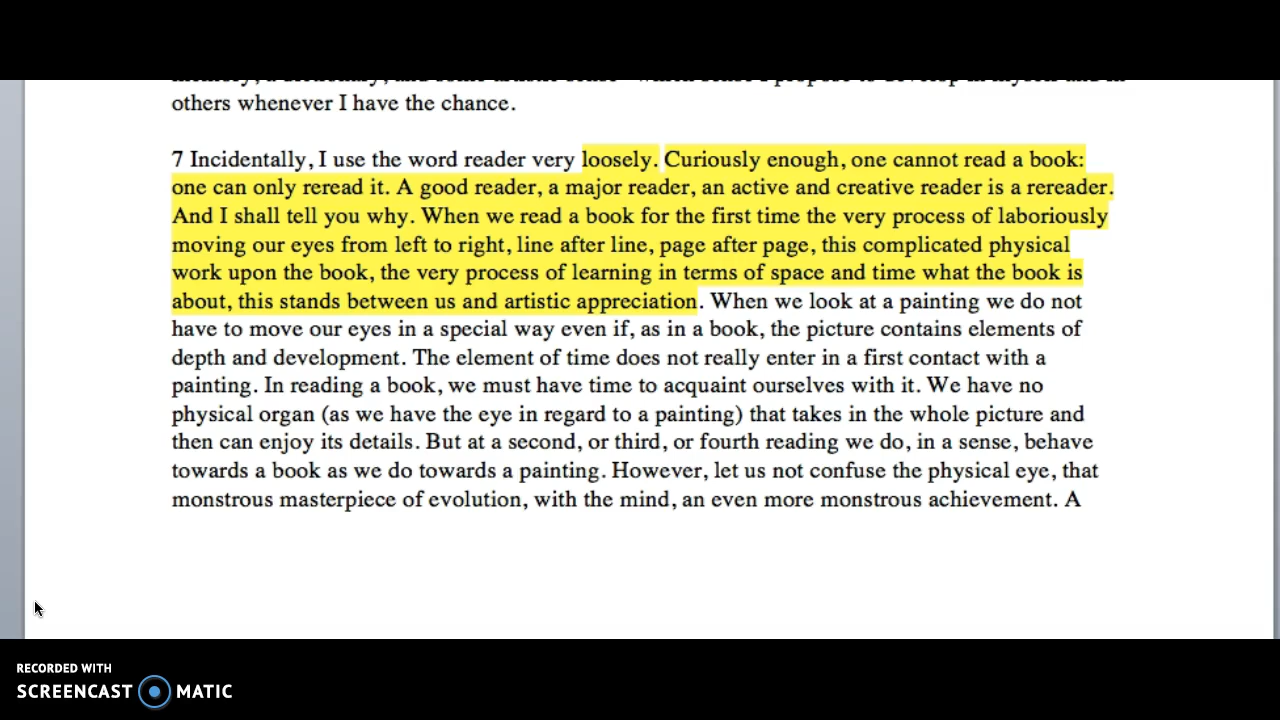 others whenever I have the chance.
7 Incidentally, I use the word reader very loosely. Curiously enough, one cannot read a book:
one can only reread it. A good reader, a major reader, an active and creative reader is a rereader.
And I shall tell you why. When we read a book for the first time the very process of laboriously
moving our eyes from left to right, line after line, page after page, this complicated physical
work upon the book, the very process of learning in terms of space and time what the book is
about, this stands between us and artistic appreciation. When we look at a painting we do not
have to move our eyes in a special way even if, as in a book, the picture contains elements of
depth and development. The element of time does not really enter in a first contact with a
painting. In reading a book, we must have time to acquaint ourselves with it. We have no
physical organ (as we have the eye in regard to a painting) that takes in the whole picture and
then can enjoy its details. But at a second, or third, or fourth reading we do, in a sense, behave
towards a book as we do towards a painting. However, let us not confuse the physical eye, that
monstrous masterpiece of evolution, with the mind, an even more monstrous achievement. A
RECORDED WITH
SCREENCAST MATIC